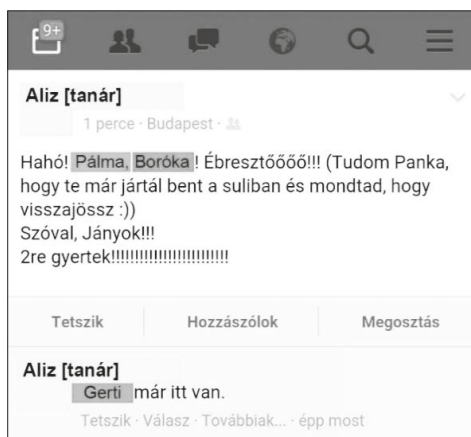 9+
Aliz [tanár]
1 perce · Budapest ·
Hahó! Pálma, Boróka ! Ébresztőőőő!!! (Tudom Panka,
hogy te már jártál bent a suliban és mondtad, hogy
visszajössz :))
Szóval, Jányok!!!
2re gyertek!!!!!!!!!!!!!!!!!!!!!!!!!!
Tetszik Hozzászólok Megosztás
Aliz [tanár]
Gerti már itt van.
Tetszik · Válasz · Továbbiak... · épp most